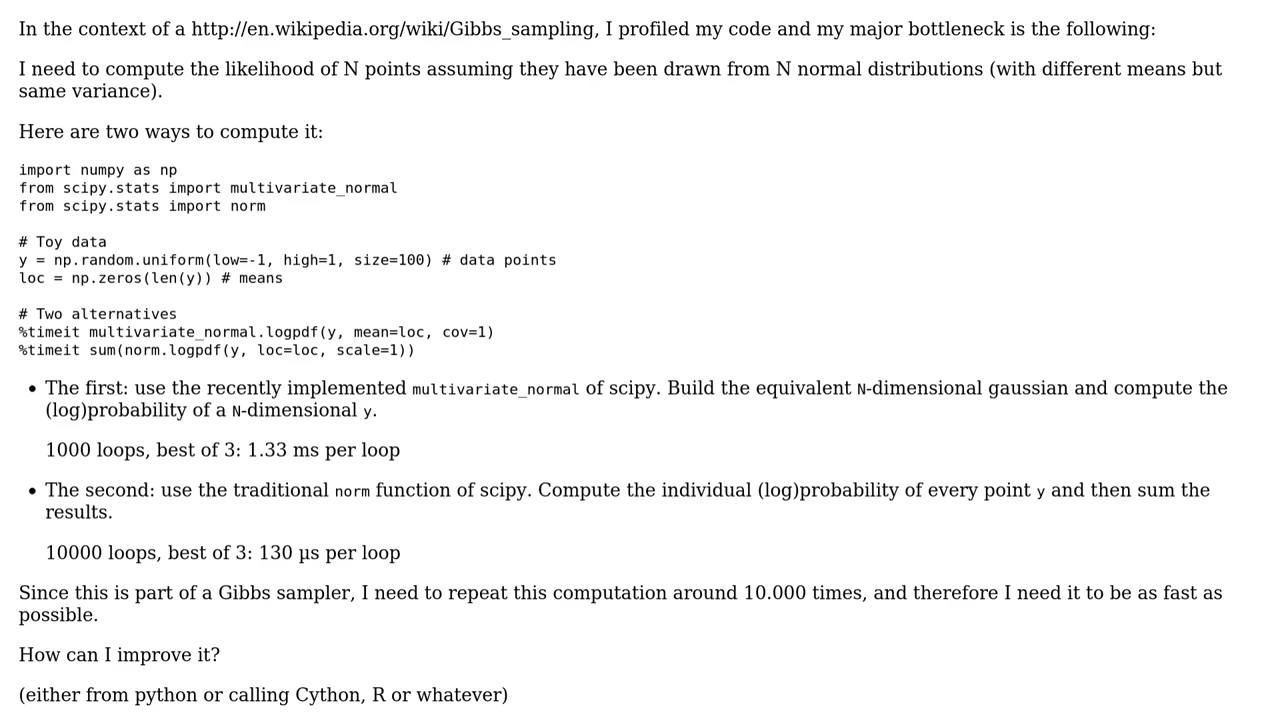 In the context of a http://en.wikipedia.org/wiki/Gibbs_sampling, I profiled my code and my major bottleneck is the following:
I need to compute the likelihood of N points assuming they have been drawn from N normal distributions (with different means but
same variance).
Here are two ways to compute it:
import numpy as np
from scipy.stats import multivariate_normal
from scipy.stats import norm
# Toy data
y = np.random.uniform(low=-1, high=1, size=100) # data points
loc = np.zeros(len(y)) # means
# Two alternatives
%timeit multivariate_normal.logpdf(y, mean=loc, cov=1)
%timeit sum(norm.logpdf(y, loc=loc, scale=1))
• The first: use the recently implemented multivariate_normal of scipy. Build the equivalent N-dimensional gaussian and compute the
(log)probability of a N-dimensional y.
1000 loops, best of 3: 1.33 ms per loop
• The second: use the traditional norm function of scipy. Compute the individual (log)probability of every point y and then sum the
results.
10000 loops, best of 3: 130 µs per loop
Since this is part of a Gibbs sampler, I need to repeat this computation around 10.000 times, and therefore I need it to be as fast as
possible.
How can I improve it?
(either from python or calling Cython, R or whatever)